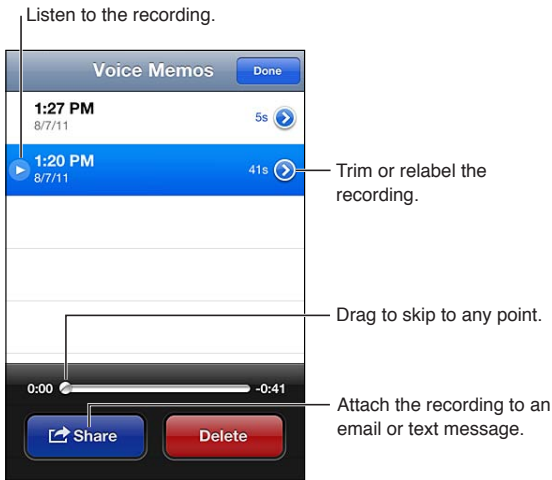 Listen to the recording.
Voice Memos
Done
1:27 PM
8/7/11
5s
1:20 PM
8/7/11
41s
Trim or relabel the
recording.
Drag to skip to any point.
0:00
-0:41
Attach the recording to an
email or text message.
Share
Delete